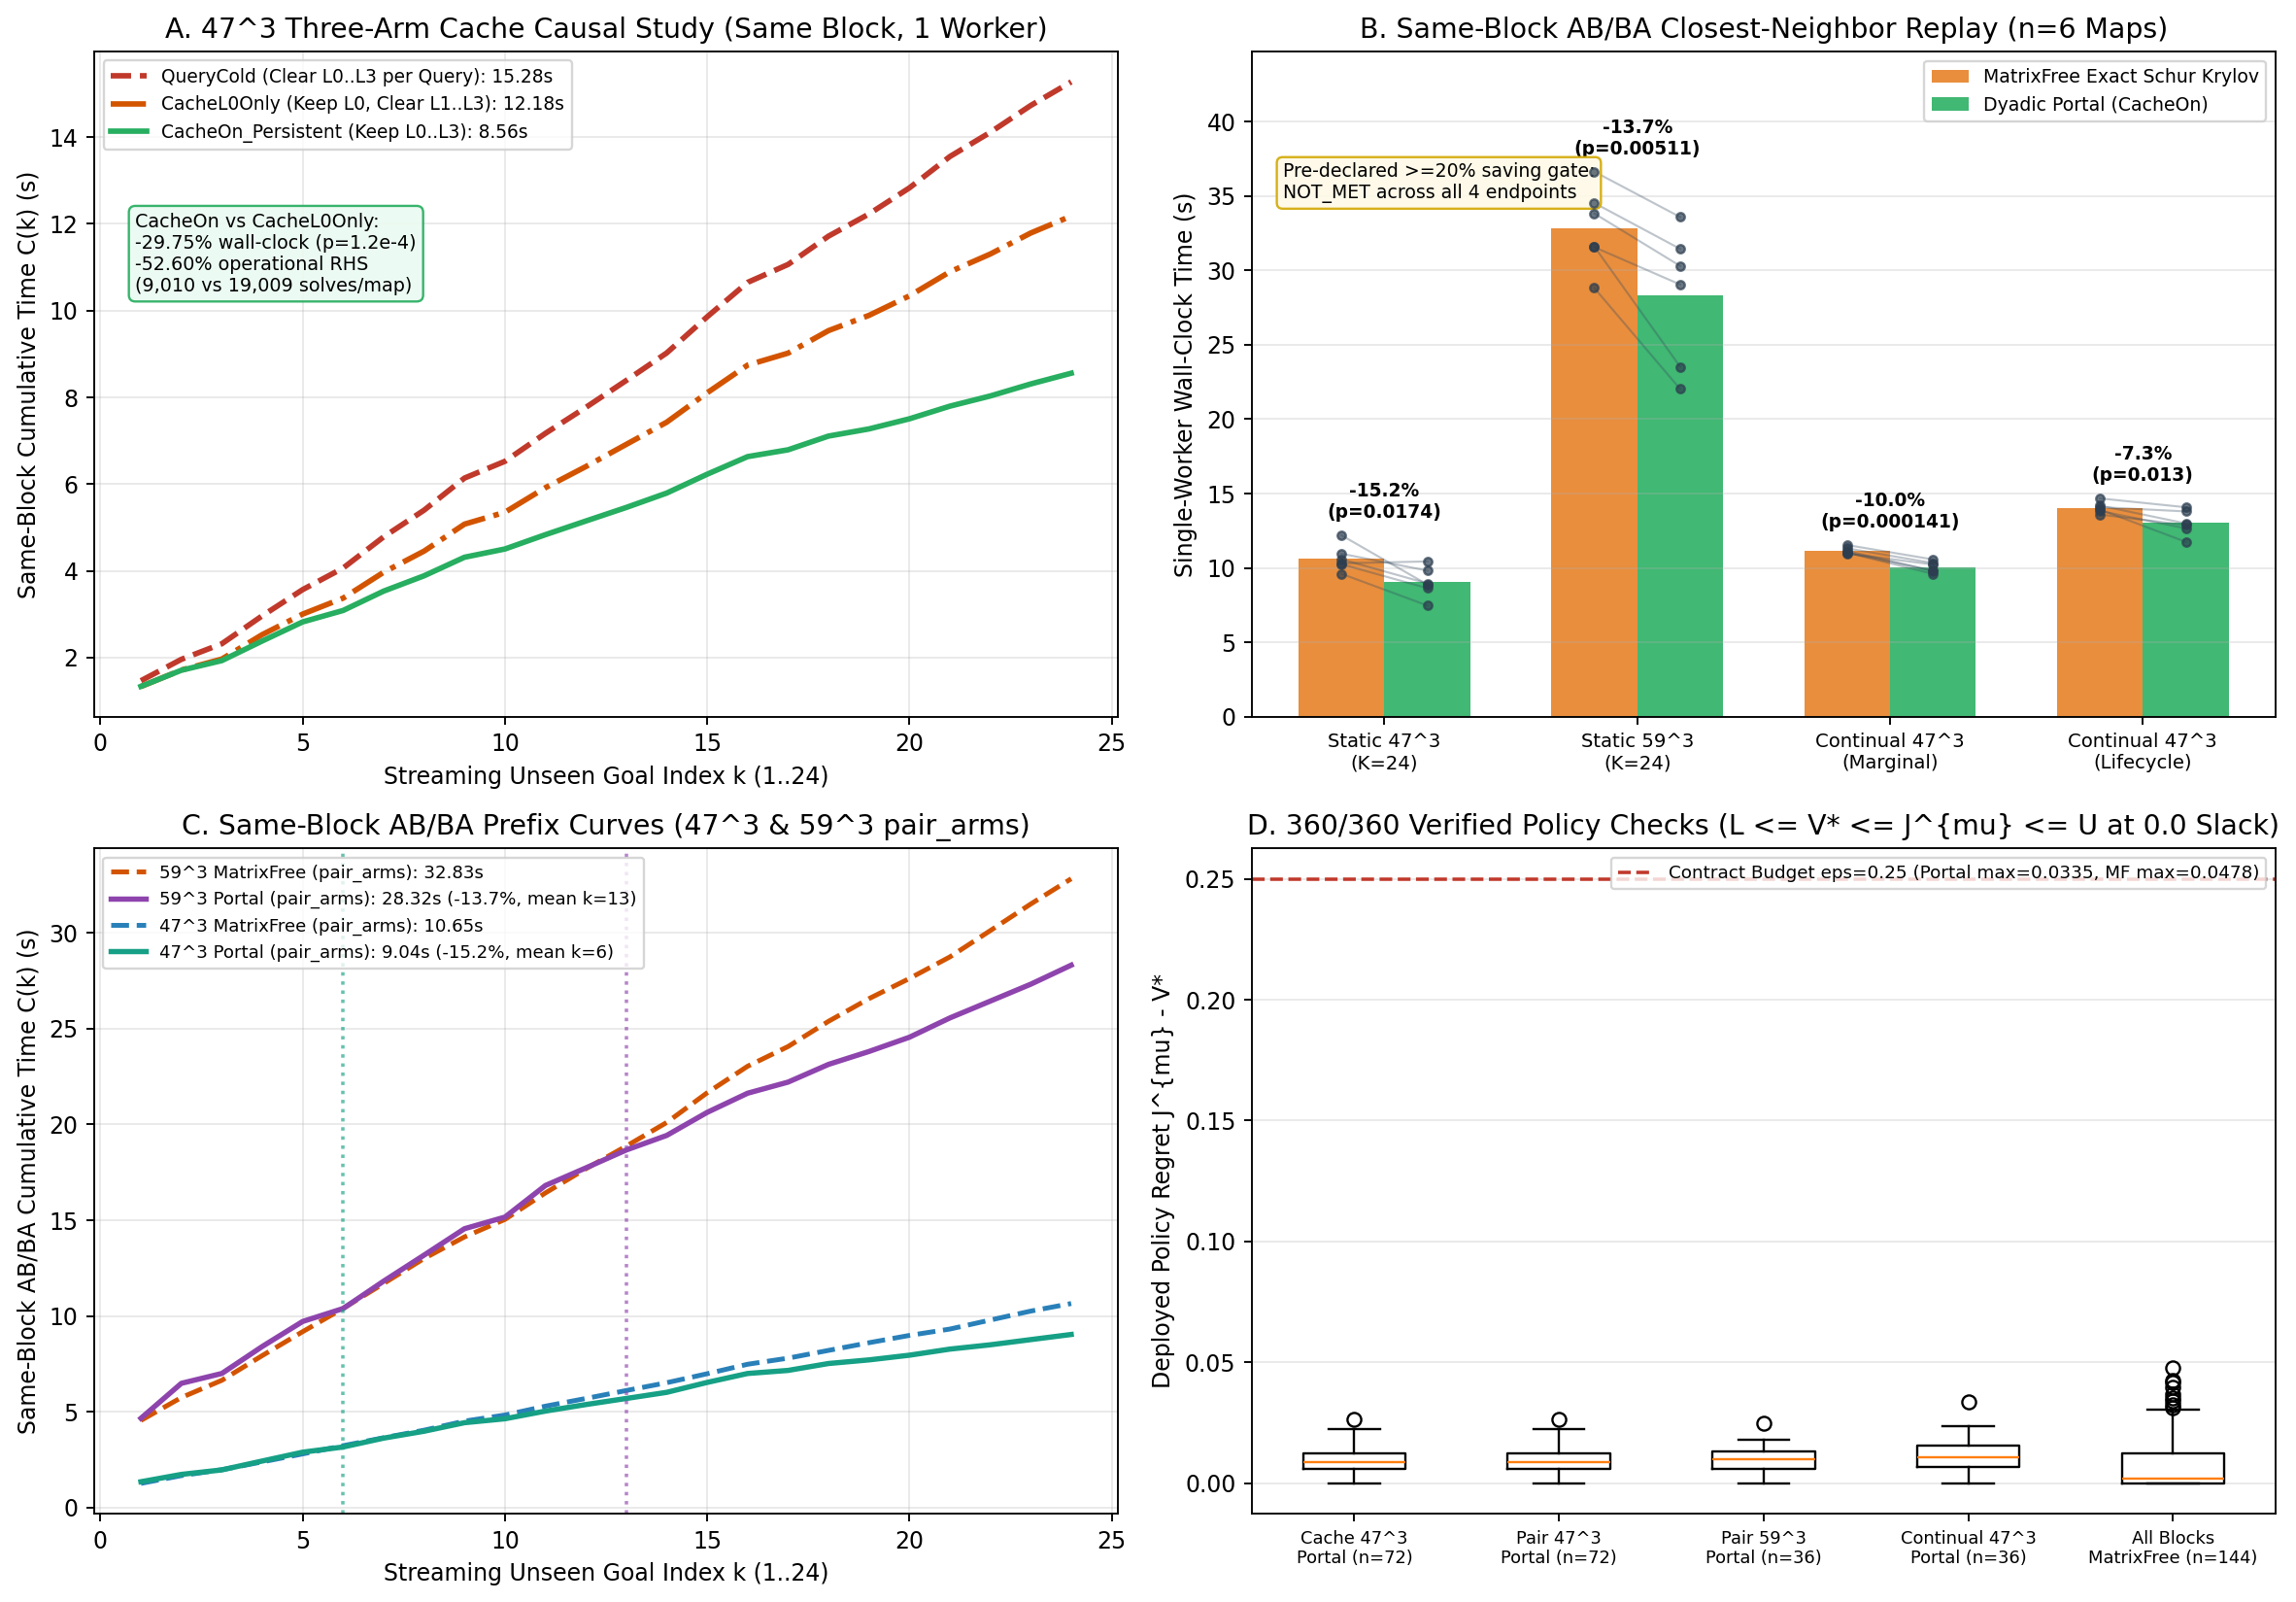 A. 47^3 Three-Arm Cache Causal Study (Same Block, 1 Worker)
QueryCold (Clear L0..L3 per Query): 15.28s
CacheL0Only (Keep L0, Clear L1..L3): 12.18s
CacheOn_Persistent (Keep L0..L3): 8.56s
CacheOn vs CacheL0Only:
-29.75% wall-clock (p=1.2e-4)
-52.60% operational RHS
(9,010 vs 19,009 solves/map)
Same-Block Cumulative Time C(k) (s)
14
12
10
8
6
4
2
0
5
10
15
20
25
Streaming Unseen Goal Index k (1..24)
B. Same-Block AB/BA Closest-Neighbor Replay (n=6 Maps)
MatrixFree Exact Schur Krylov
Dyadic Portal (CacheOn)
Pre-declared >=20% saving gate:
NOT_MET across all 4 endpoints
-15.2%
(p=0.0174)
-13.7%
(p=0.00511)
-10.0%
(p=0.000141)
-7.3%
(p=0.013)
Single-Worker Wall-Clock Time (s)
40
35
30
25
20
15
10
5
0
Static 47^3
(K=24)
Static 59^3
(K=24)
Continual 47^3
(Marginal)
Continual 47^3
(Lifecycle)
C. Same-Block AB/BA Prefix Curves (47^3 & 59^3 pair_arms)
59^3 MatrixFree (pair_arms): 32.83s
59^3 Portal (pair_arms): 28.32s (-13.7%, mean k=13)
47^3 MatrixFree (pair_arms): 10.65s
47^3 Portal (pair_arms): 9.04s (-15.2%, mean k=6)
Same-Block AB/BA Cumulative Time C(k) (s)
30
25
20
15
10
5
0
0
5
10
15
20
25
Streaming Unseen Goal Index k (1..24)
D. 360/360 Verified Policy Checks (L <= V* <= J^{mu} <= U at 0.0 Slack)
Contract Budget eps=0.25 (Portal max=0.0335, MF max=0.0478)
Deployed Policy Regret J^{mu} - V*
0.25
0.20
0.15
0.10
0.05
0.00
Cache 47^3
Portal (n=72)
Pair 47^3
Portal (n=72)
Pair 59^3
Portal (n=36)
Continual 47^3
Portal (n=36)
All Blocks
MatrixFree (n=144)